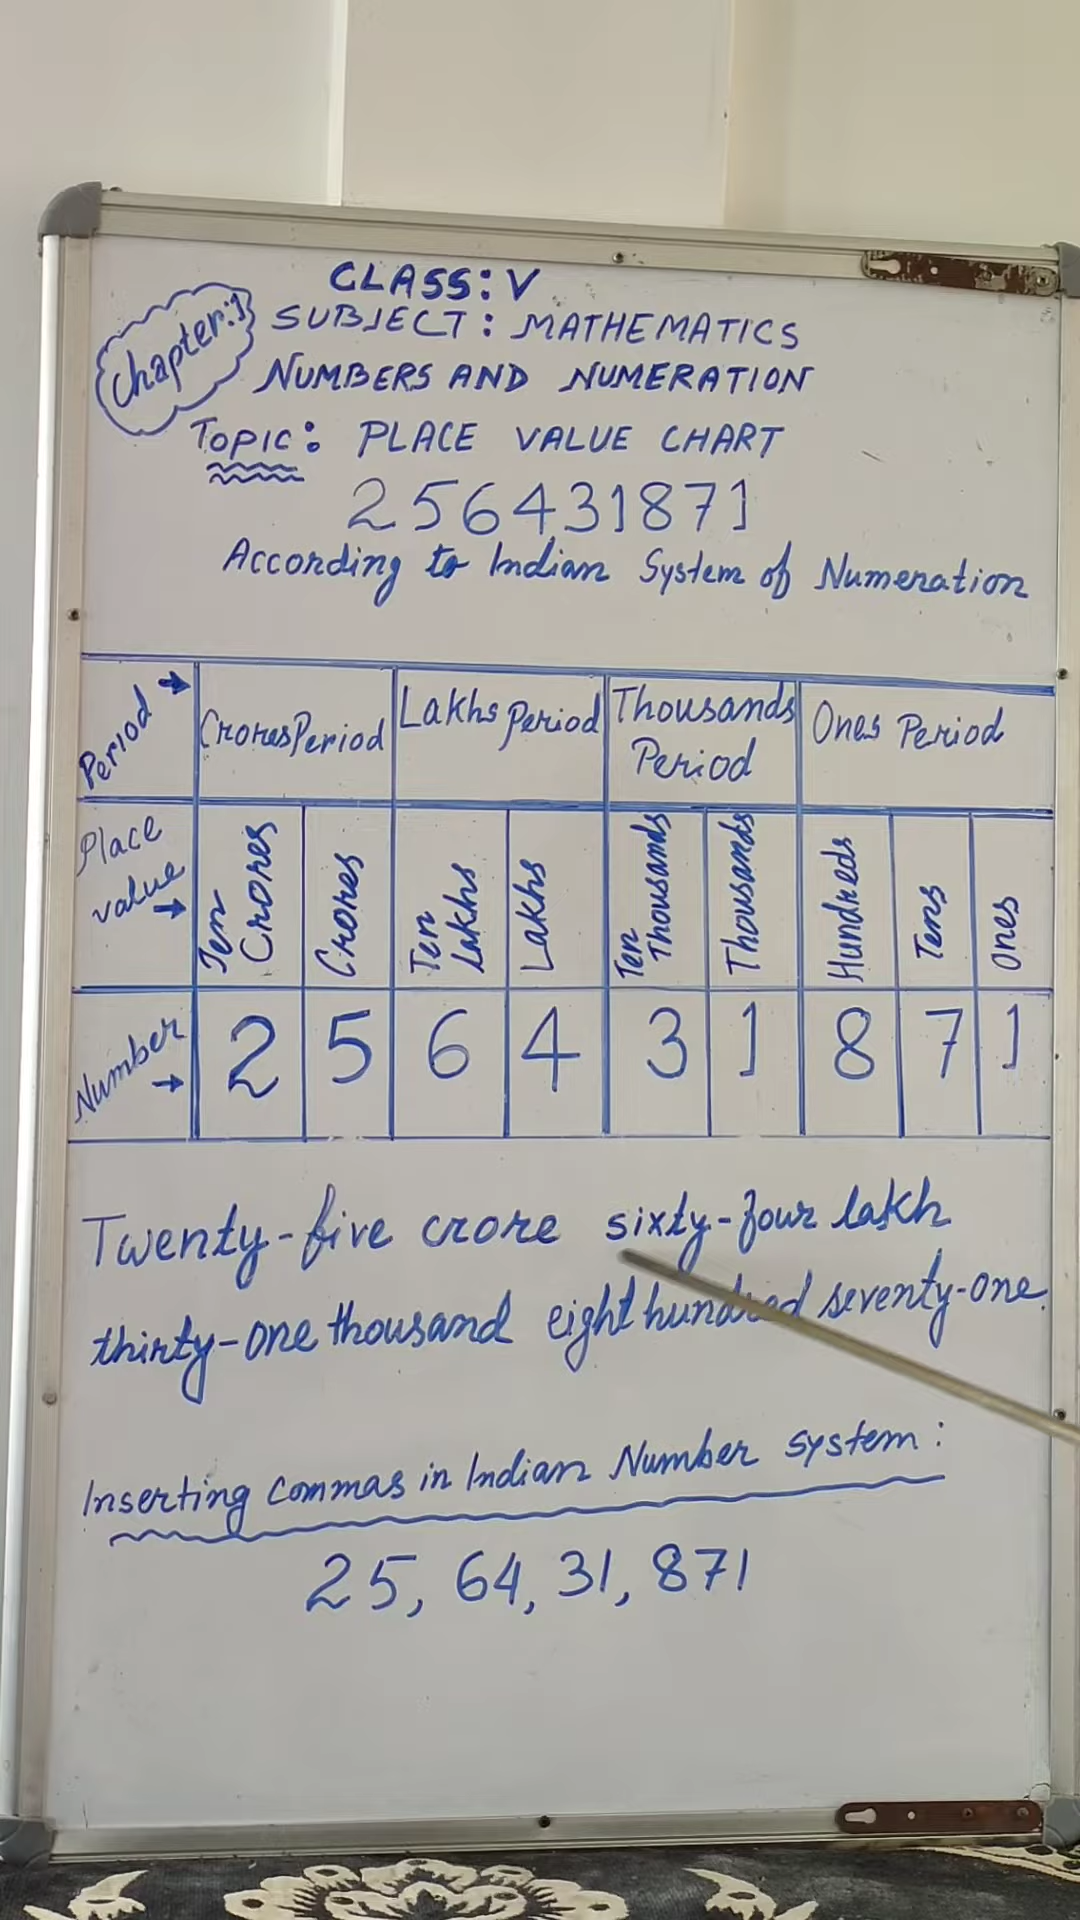 CLASS: V
Chapter:1
SUBJECT: MATHEMATICS
NUMBERS AND NUMERATION
TOPIC: PLACE VALUE CHART
256431871
According to Indian System of Numeration
Period → Crores Period Lakhs Period Thousands Period Ones Period
Place value → Ten Crores Crores Ten Lakhs Lakhs Ten Thousands Thousands Hundreds Tens Ones
Number → 2 5 6 4 3 1 8 7 1
Twenty-five crore sixty-four lakh
thirty-one thousand eight hundred seventy-one.
Inserting Commas in Indian Number system:
25, 64, 31, 871